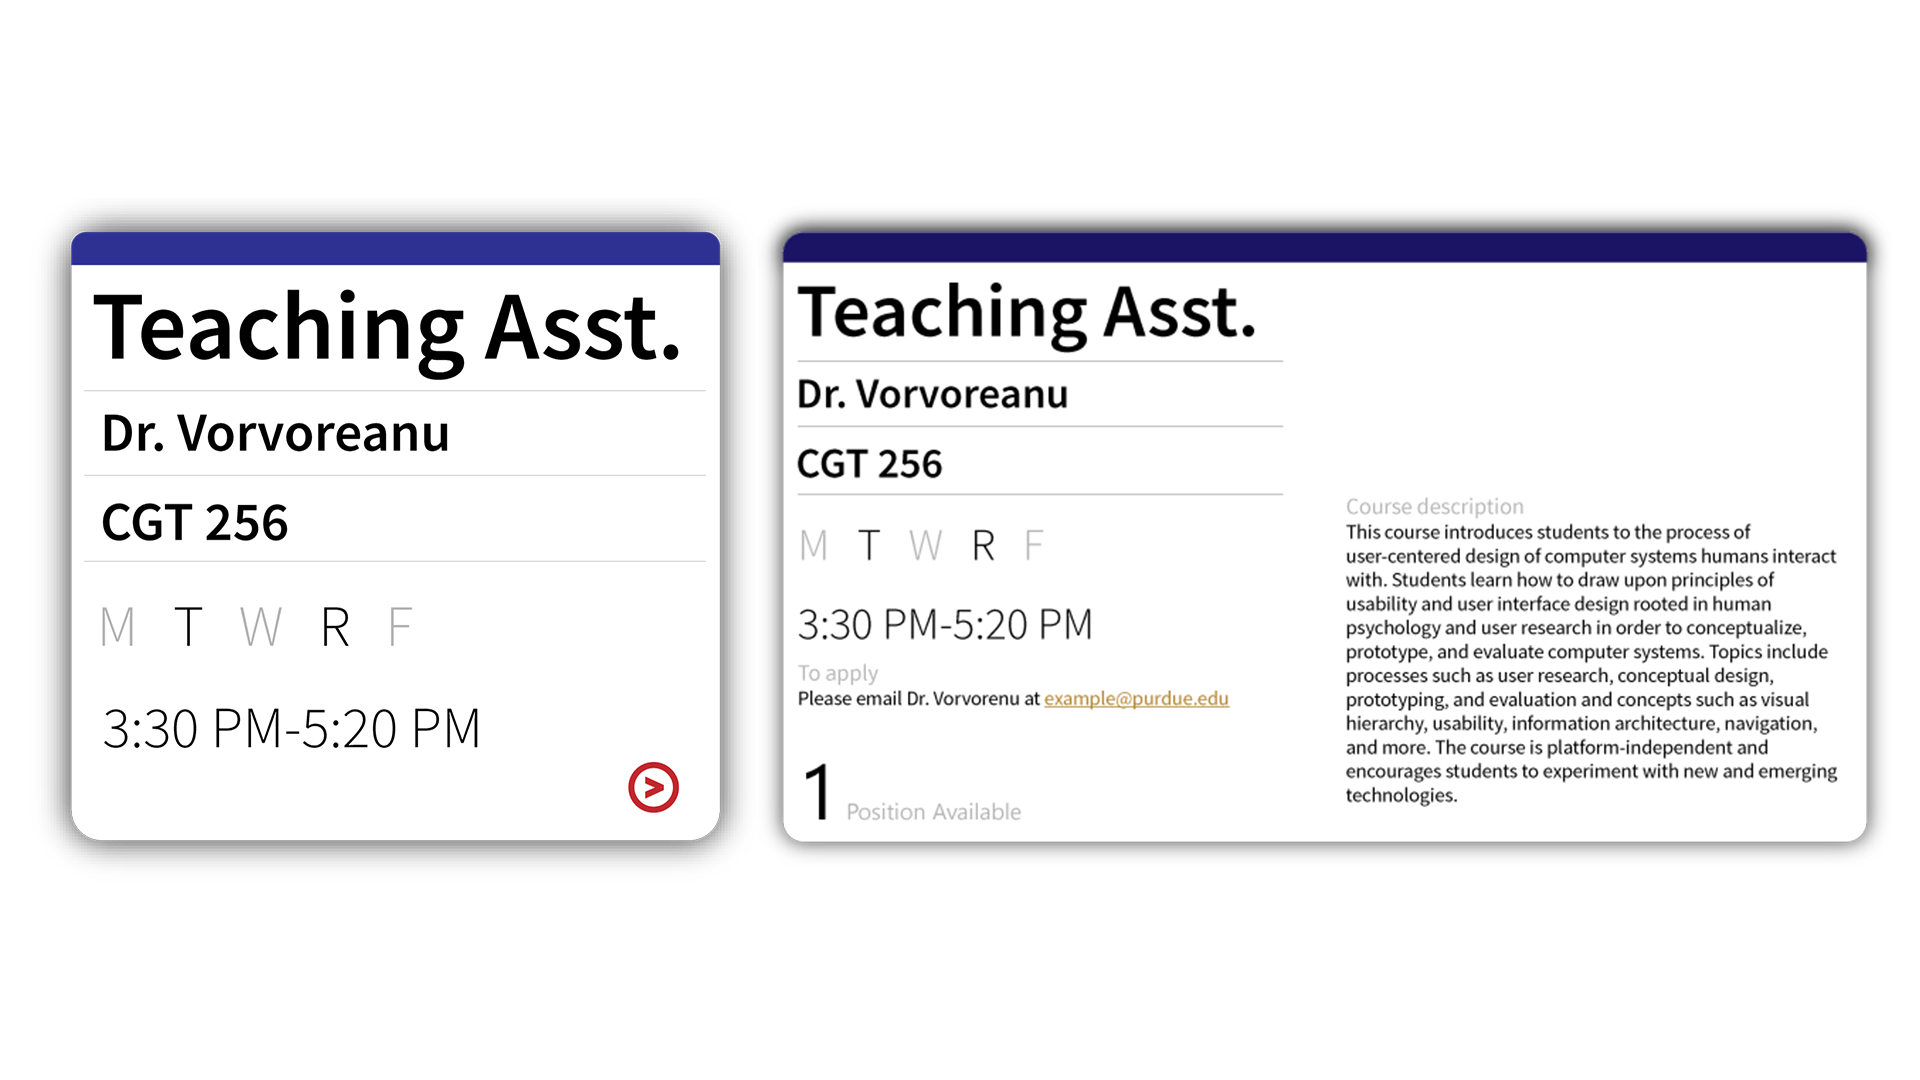 Teaching Asst.
Dr. Vorvoreanu
CGT 256
M T W R F
3:30 PM-5:20 PM
>
Teaching Asst.
Dr. Vorvoreanu
CGT 256
M T W R F
3:30 PM-5:20 PM
To apply
Please email Dr. Vorvorenu at example@purdue.edu
1 Position Available
Course description
This course introduces students to the process of
user-centered design of computer systems humans interact
with. Students learn how to draw upon principles of
usability and user interface design rooted in human
psychology and user research in order to conceptualize,
prototype, and evaluate computer systems. Topics include
processes such as user research, conceptual design,
prototyping, and evaluation and concepts such as visual
hierarchy, usability, information architecture, navigation,
and more. The course is platform-independent and
encourages students to experiment with new and emerging
technologies.